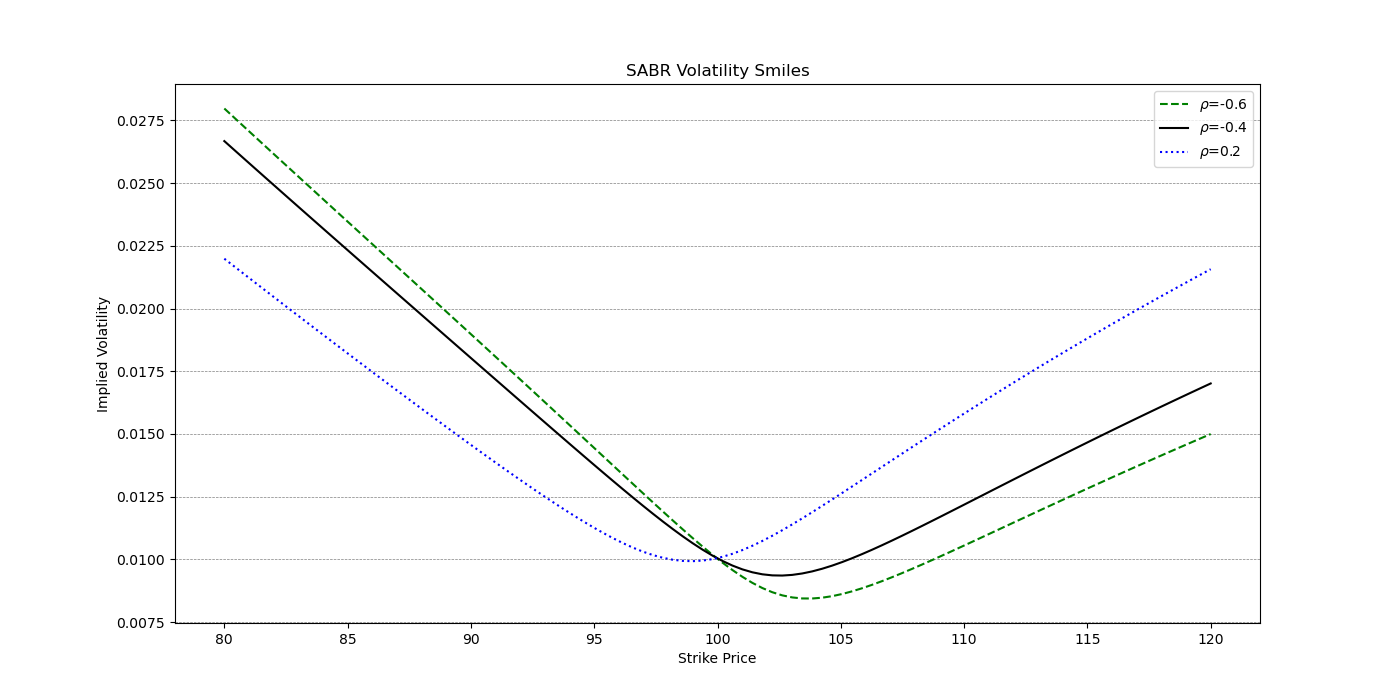 SABR Volatility Smiles
ρ=-0.6
ρ=-0.4
ρ=0.2
0.0275
0.0250
0.0225
0.0200
0.0175
0.0150
0.0125
0.0100
0.0075
Implied Volatility
80 85 90 95 100 105 110 115 120
Strike Price